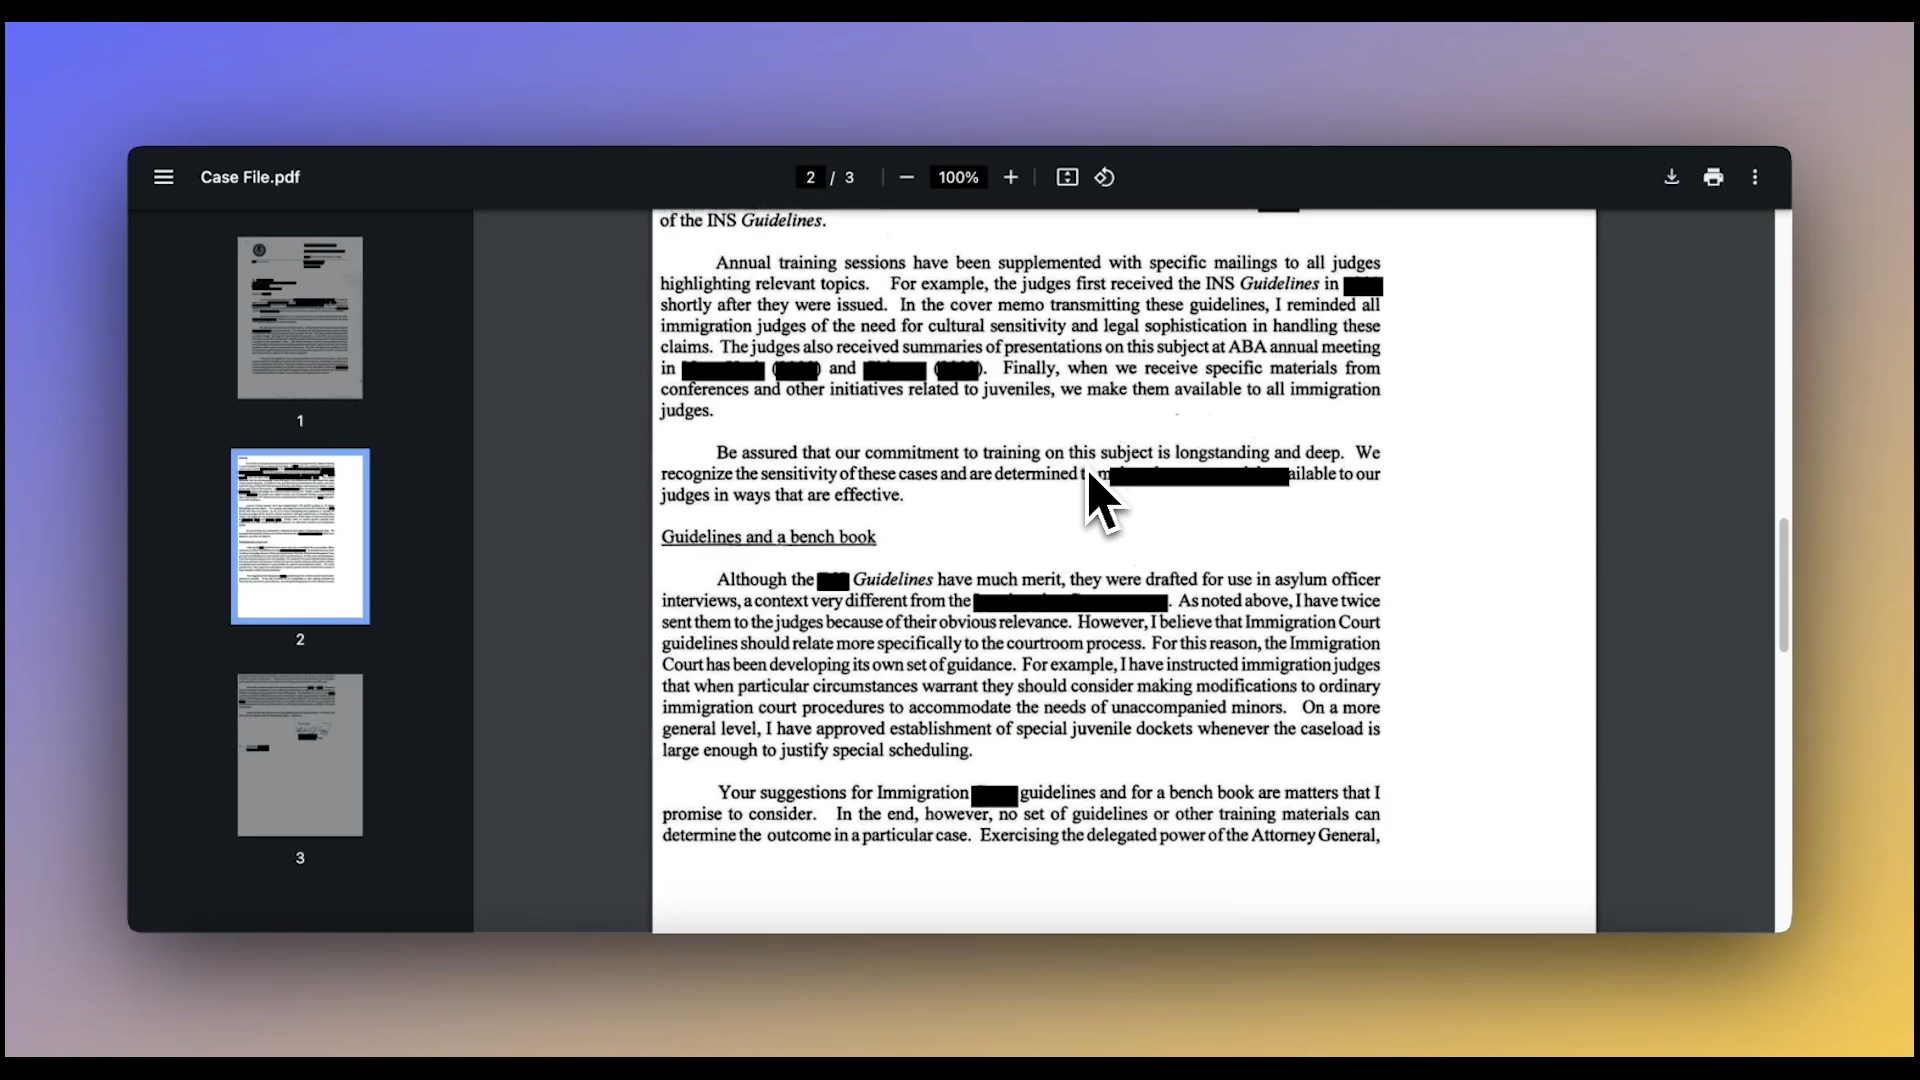 Case File.pdf
2 / 3
100%
1
2
3
of the INS Guidelines.
Annual training sessions have been supplemented with specific mailings to all judges
highlighting relevant topics. For example, the judges first received the INS Guidelines in
shortly after they were issued. In the cover memo transmitting these guidelines, I reminded all
immigration judges of the need for cultural sensitivity and legal sophistication in handling these
claims. The judges also received summaries of presentations on this subject at ABA annual meeting
in ( ) and ( ). Finally, when we receive specific materials from
conferences and other initiatives related to juveniles, we make them available to all immigration
judges.
Be assured that our commitment to training on this subject is longstanding and deep. We
recognize the sensitivity of these cases and are determined ailable to our
judges in ways that are effective.
Guidelines and a bench book
Although the Guidelines have much merit, they were drafted for use in asylum officer
interviews, a context very different from the . As noted above, I have twice
sent them to the judges because of their obvious relevance. However, I believe that Immigration Court
guidelines should relate more specifically to the courtroom process. For this reason, the Immigration
Court has been developing its own set of guidance. For example, I have instructed immigration judges
that when particular circumstances warrant they should consider making modifications to ordinary
immigration court procedures to accommodate the needs of unaccompanied minors. On a more
general level, I have approved establishment of special juvenile dockets whenever the caseload is
large enough to justify special scheduling.
Your suggestions for Immigration guidelines and for a bench book are matters that I
promise to consider. In the end, however, no set of guidelines or other training materials can
determine the outcome in a particular case. Exercising the delegated power of the Attorney General,